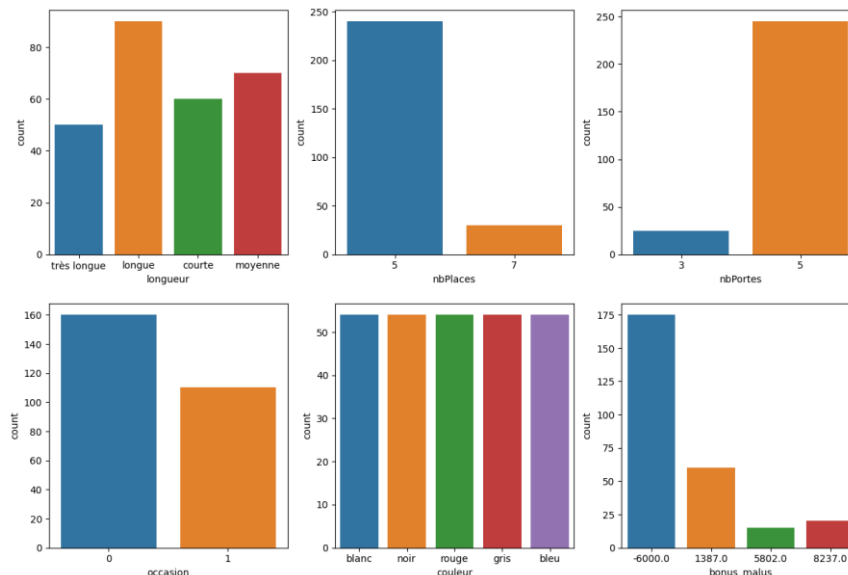 count
80
60
40
20
0
très longue longue courte moyenne
longueur
count
250
200
150
100
50
0
5 7
nbPlaces
count
250
200
150
100
50
0
3 5
nbPortes
count
160
140
120
100
80
60
40
20
0
0 1
occasion
count
50
40
30
20
10
0
blanc noir rouge gris bleu
couleur
count
175
150
125
100
75
50
25
0
-6000.0 1387.0 5802.0 8237.0
bonus_malus